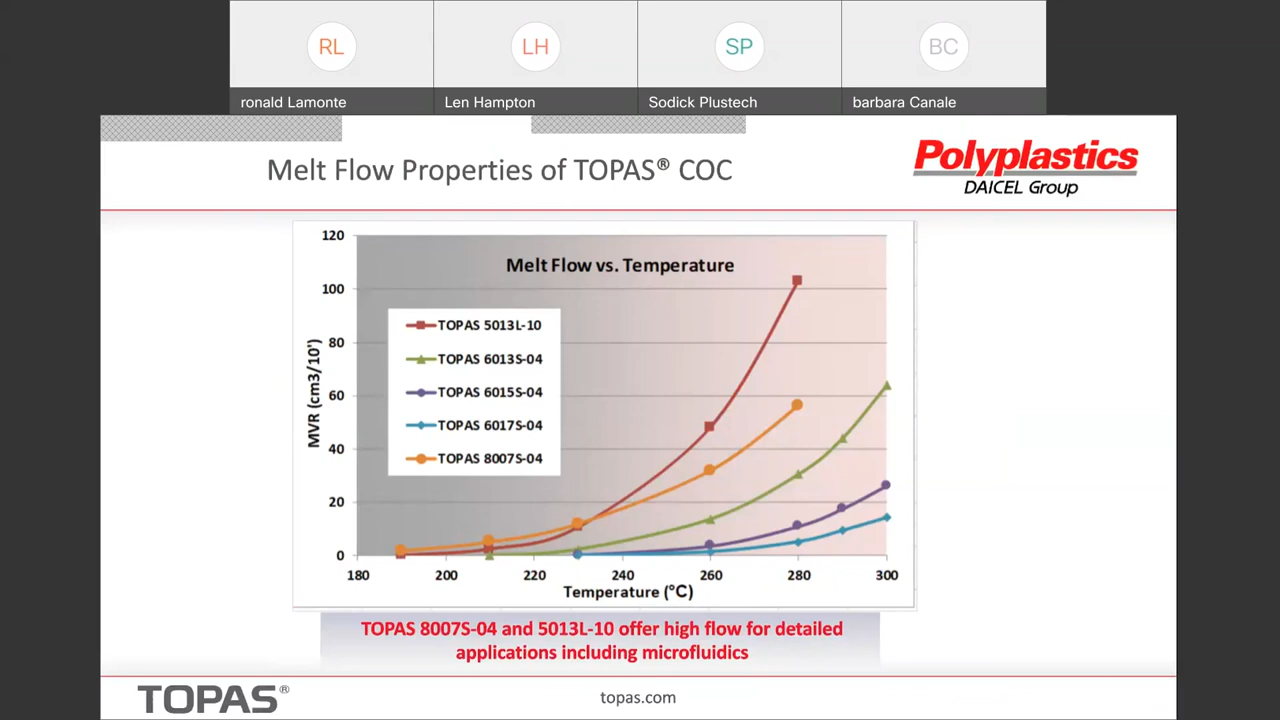 RL
LH
SP
BC
ronald Lamonte
Len Hampton
Sodick Plustech
barbara Canale
Melt Flow Properties of TOPAS® COC
Polyplastics
DAICEL Group
Melt Flow vs. Temperature
120
100
80
60
40
20
0
MVR (cm3/10')
TOPAS 5013L-10
TOPAS 6013S-04
TOPAS 6015S-04
TOPAS 6017S-04
TOPAS 8007S-04
180 200 220 240 260 280 300
Temperature (°C)
TOPAS 8007S-04 and 5013L-10 offer high flow for detailed
applications including microfluidics
TOPAS®
topas.com